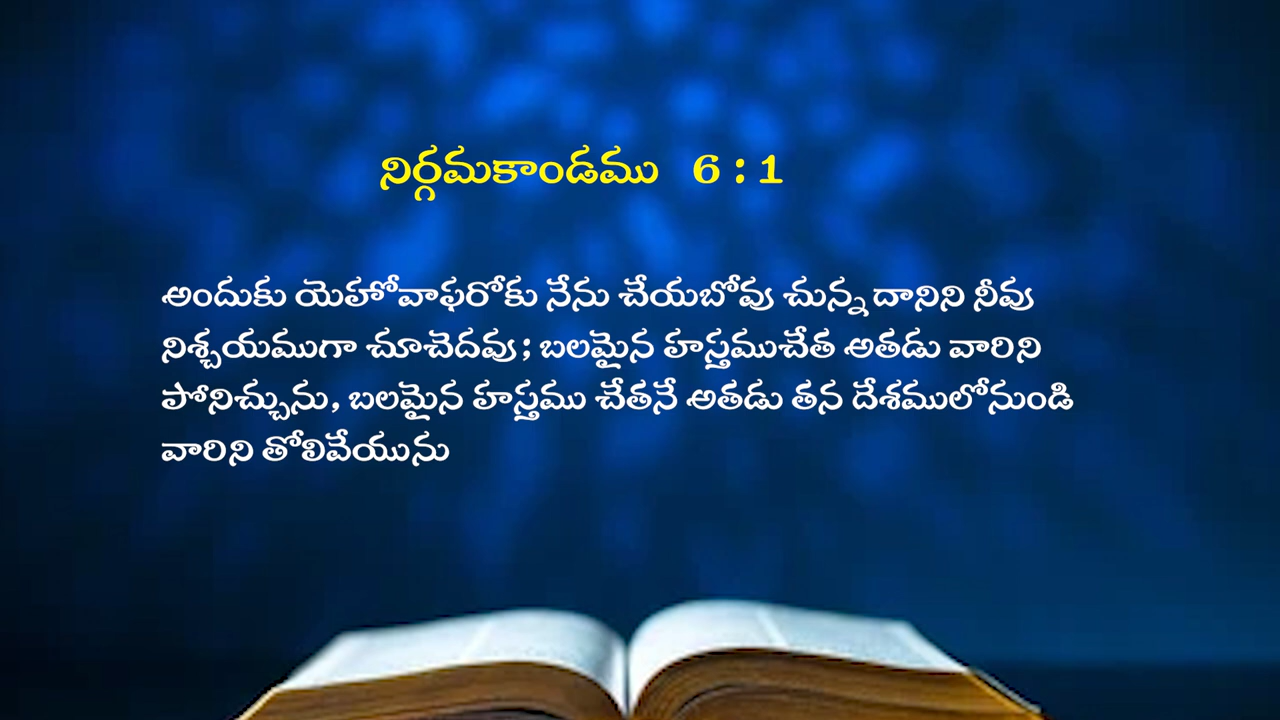 నిర్గమకాండము 6 : 1
అందుకు యెహోవాఫరోకు నేను చేయబోవు చున్న దానిని నీవు
నిశ్చయముగా చూచెదవు; బలమైన హస్తముచేత అతడు వారిని
పోనిచ్చును, బలమైన హస్తము చేతనే అతడు తన దేశములోనుండి
వారిని తోలివేయును